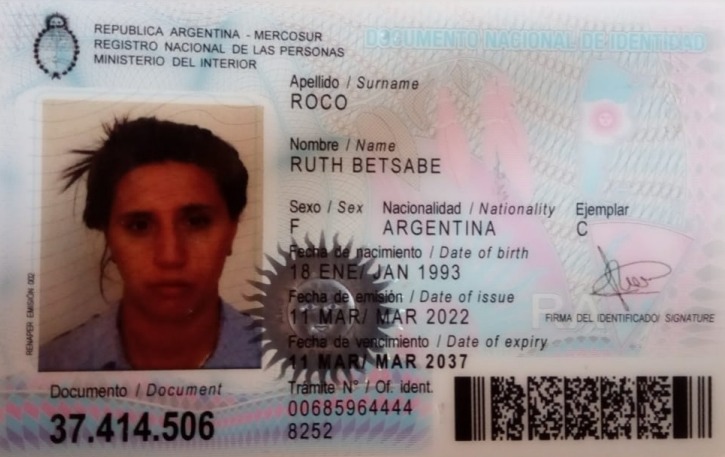 REPUBLICA ARGENTINA - MERCOSUR
REGISTRO NACIONAL DE LAS PERSONAS
MINISTERIO DEL INTERIOR
DOCUMENTO NACIONAL DE IDENTIDAD
Apellido / Surname
ROCO
Nombre / Name
RUTH BETSABE
Sexo / Sex Nacionalidad / Nationality Ejemplar
F ARGENTINA C
Fecha de nacimiento / Date of birth
18 ENE/ JAN 1993
Fecha de emisión / Date of issue
11 MAR/ MAR 2022
FIRMA DEL IDENTIFICADO/ SIGNATURE
Fecha de vencimiento / Date of expiry
11 MAR/ MAR 2037
RENAPER EMISIÓN 002
Documento / Document
37.414.506
Trámite N° / Of. ident.
00685964444
8252